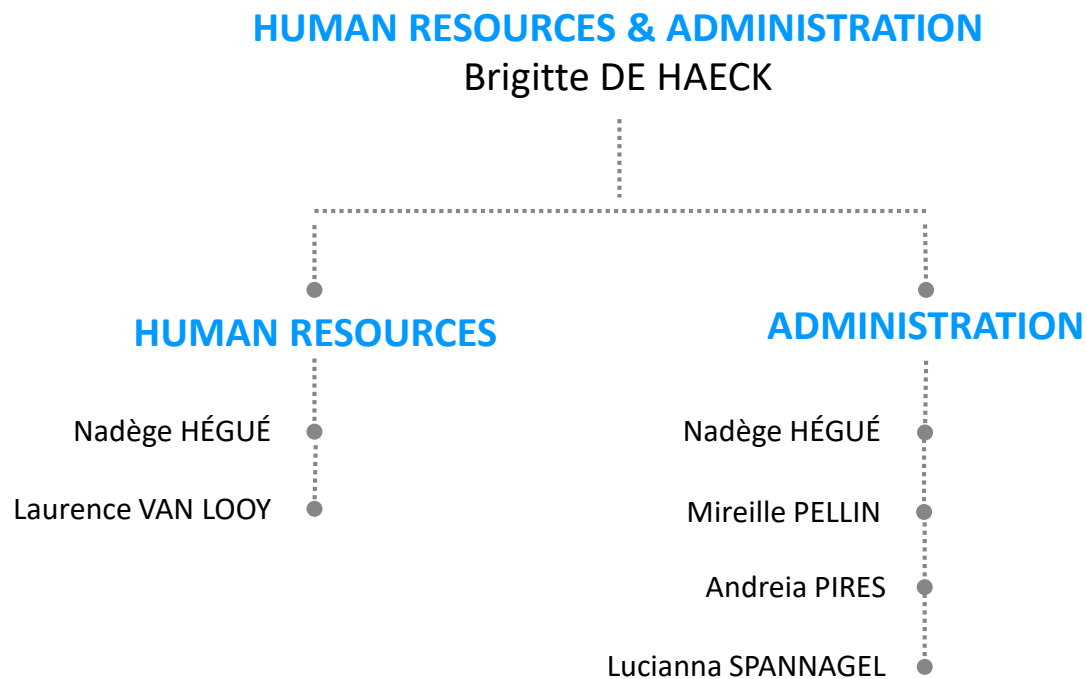 HUMAN RESOURCES & ADMINISTRATION
Brigitte DE HAECK
HUMAN RESOURCES
Nadège HÉGUÉ
Laurence VAN LOOY
ADMINISTRATION
Nadège HÉGUÉ
Mireille PELLIN
Andreia PIRES
Lucianna SPANNAGEL